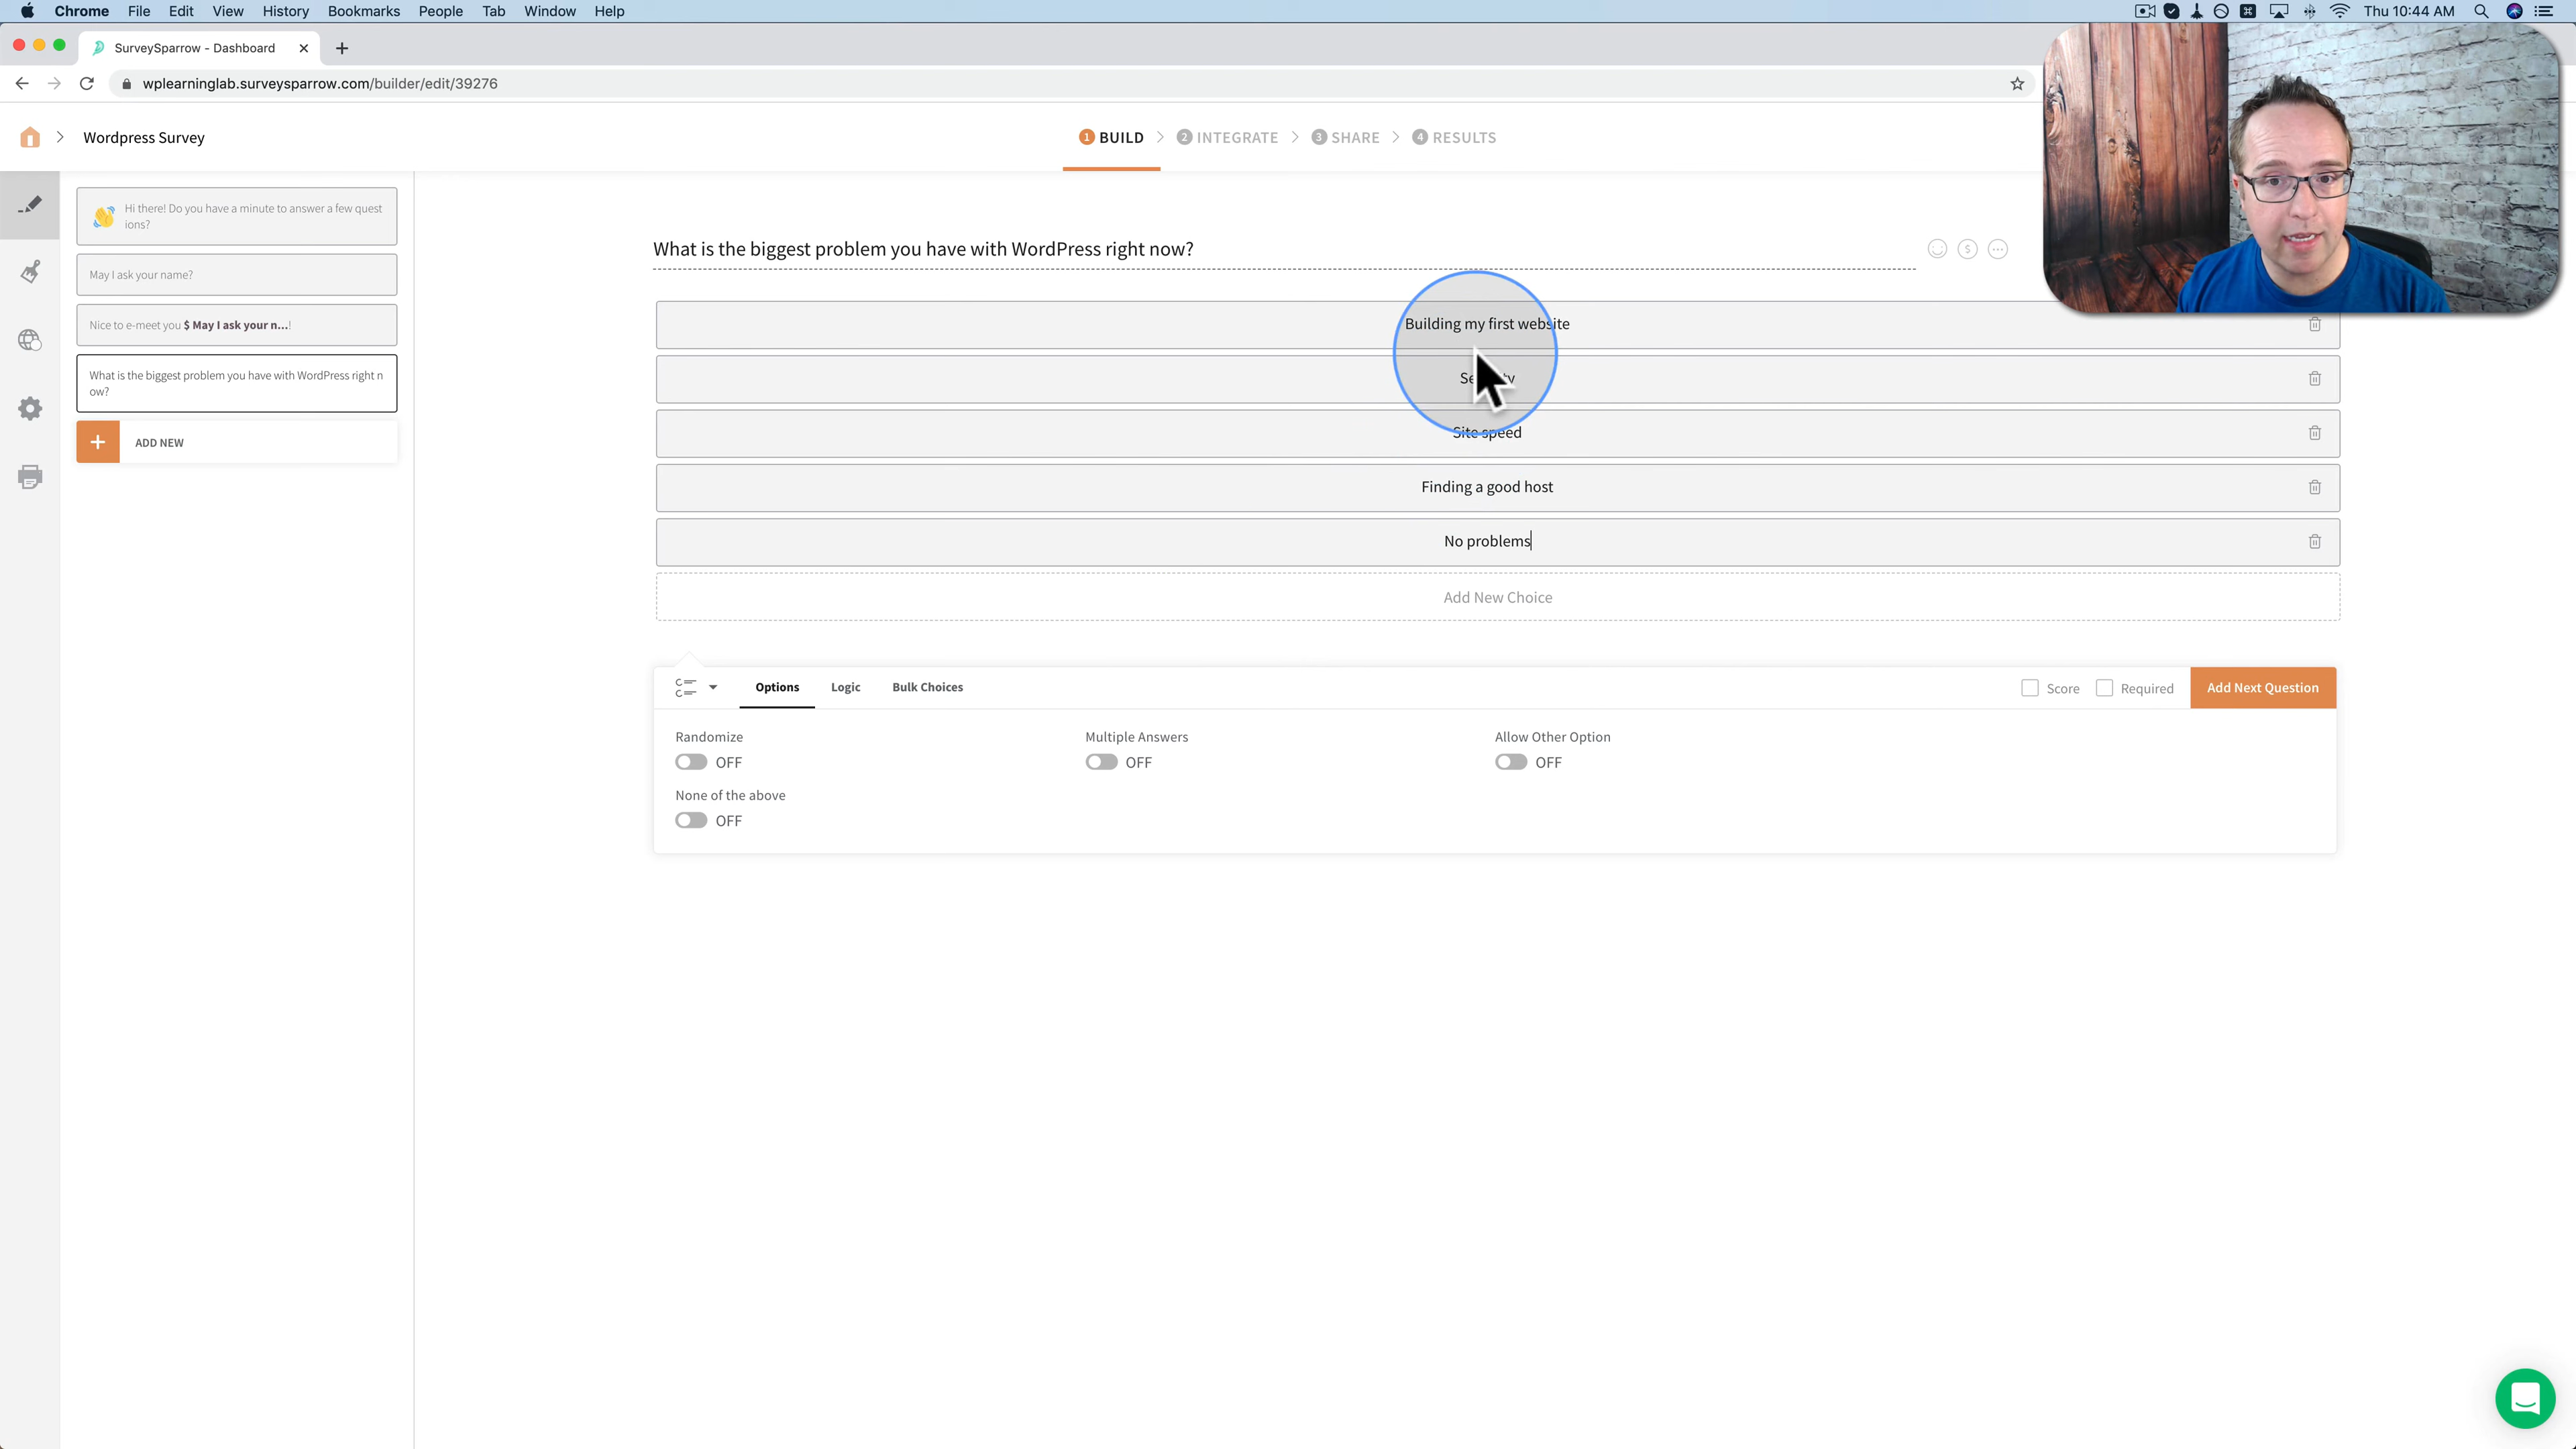 Chrome File Edit View History Bookmarks People Tab Window Help
Thu 10:44 AM
SurveySparrow - Dashboard
wplearninglab.surveysparrow.com/builder/edit/39276
Wordpress Survey
1 BUILD
2 INTEGRATE
3 SHARE
4 RESULTS
Hi there! Do you have a minute to answer a few quest
ions?
May I ask your name?
Nice to e-meet you $ May I ask your n...!
What is the biggest problem you have with WordPress right n
ow?
+ ADD NEW
What is the biggest problem you have with WordPress right now?
Building my first website
Site speed
Finding a good host
No problems
Add New Choice
Options Logic Bulk Choices
Score Required Add Next Question
Randomize
OFF
Multiple Answers
OFF
Allow Other Option
OFF
None of the above
OFF